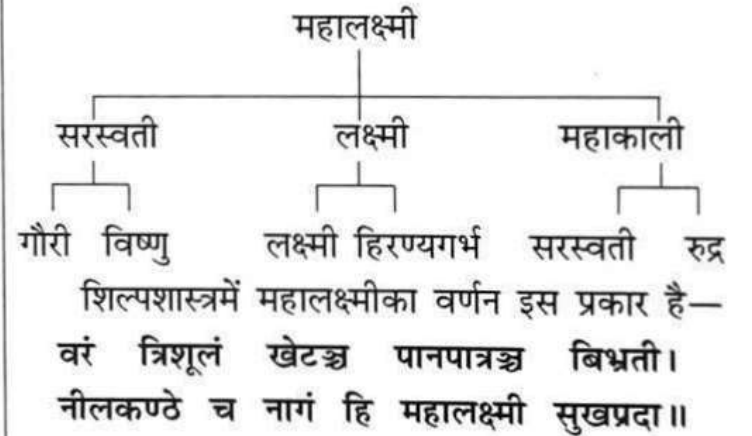 महालक्ष्मी
सरस्वती लक्ष्मी महाकाली
गौरी विष्णु लक्ष्मी हिरण्यगर्भ सरस्वती रुद्र
शिल्पशास्त्रमें महालक्ष्मीका वर्णन इस प्रकार है—
वरं त्रिशूलं खेटञ्च पानपात्रञ्च बिभ्रती।
नीलकण्ठे च नागं हि महालक्ष्मी सुखप्रदा॥